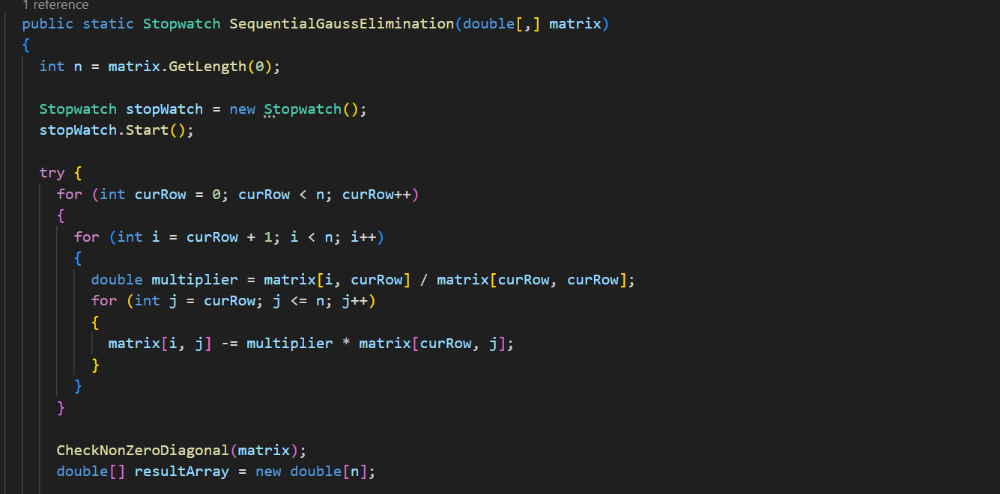 1 reference
public static Stopwatch SequentialGaussElimination(double[,] matrix)
{
int n = matrix.GetLength(0);
Stopwatch stopWatch = new Stopwatch();
stopWatch.Start();
try {
for (int curRow = 0; curRow < n; curRow++)
{
for (int i = curRow + 1; i < n; i++)
{
double multiplier = matrix[i, curRow] / matrix[curRow, curRow];
for (int j = curRow; j <= n; j++)
{
matrix[i, j] -= multiplier * matrix[curRow, j];
}
}
}
CheckNonZeroDiagonal(matrix);
double[] resultArray = new double[n];